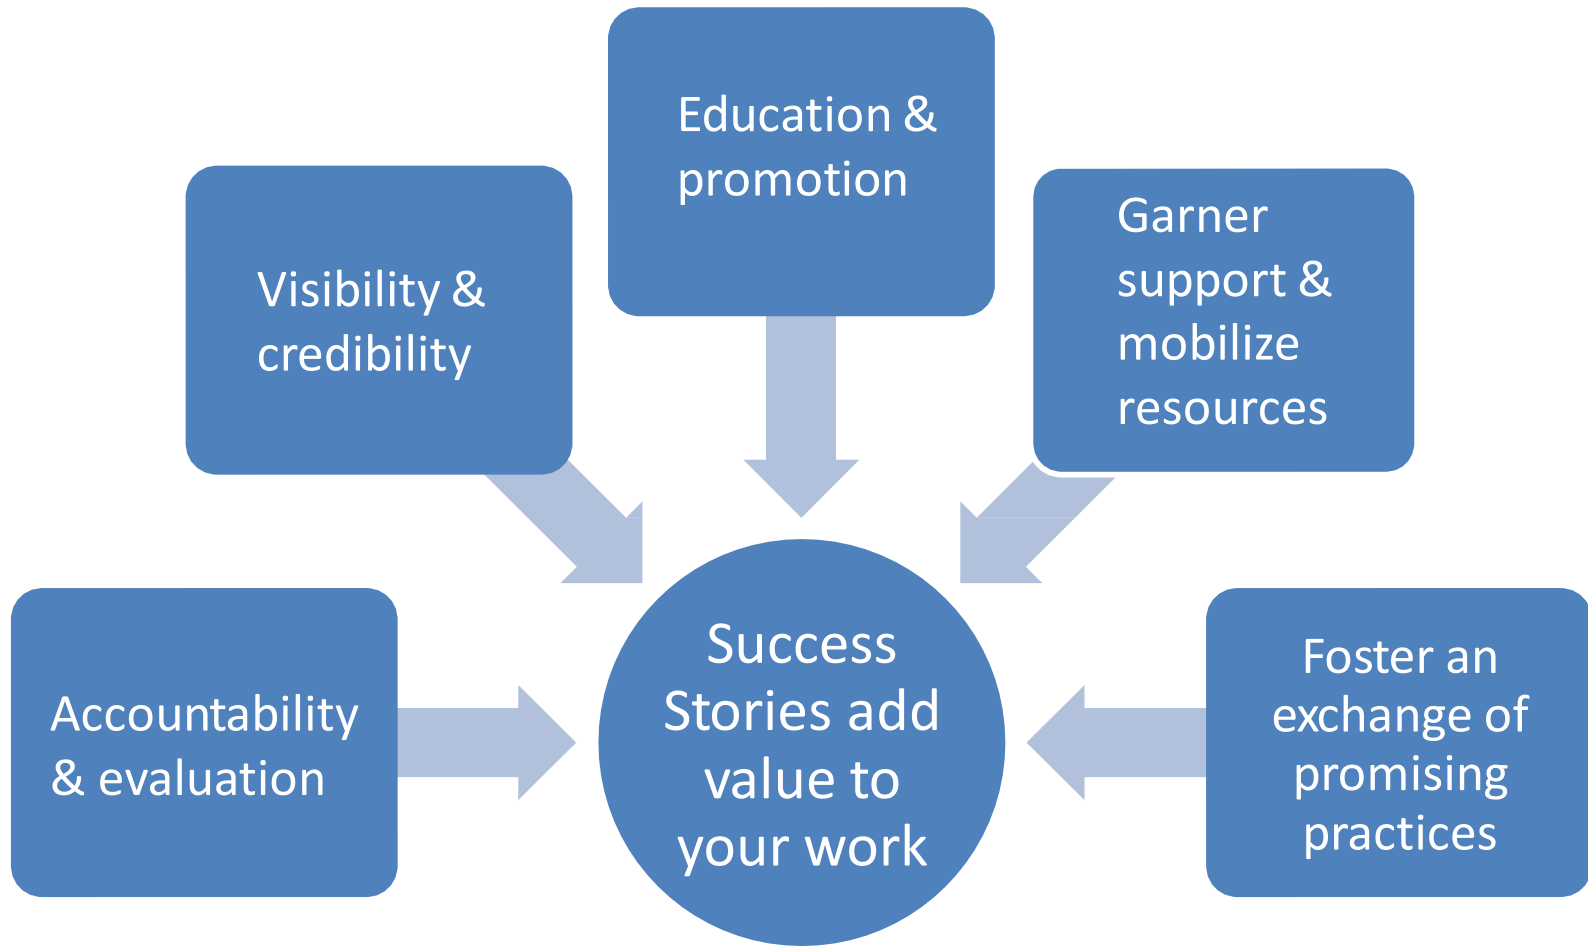 Education &
promotion
Visibility &
credibility
Garner
support &
mobilize
resources
Accountability
& evaluation
Success
Stories add
value to
your work
Foster an
exchange of
promising
practices